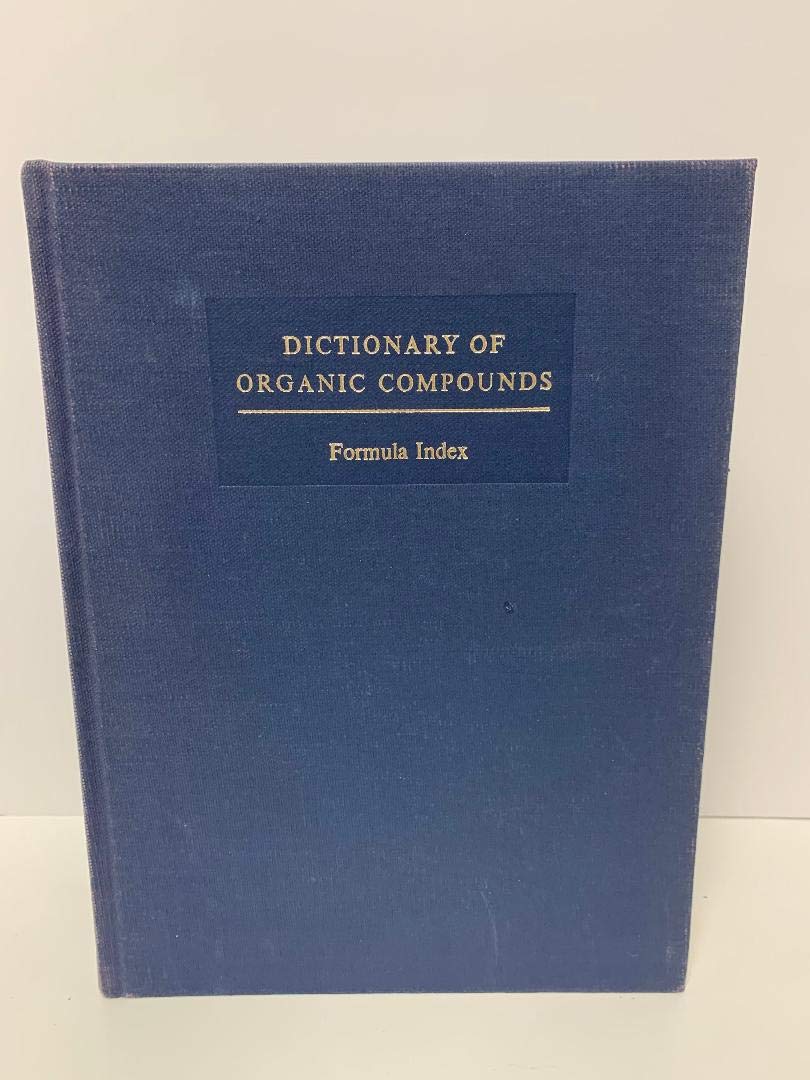 DICTIONARY OF
ORGANIC COMPOUNDS
Formula Index